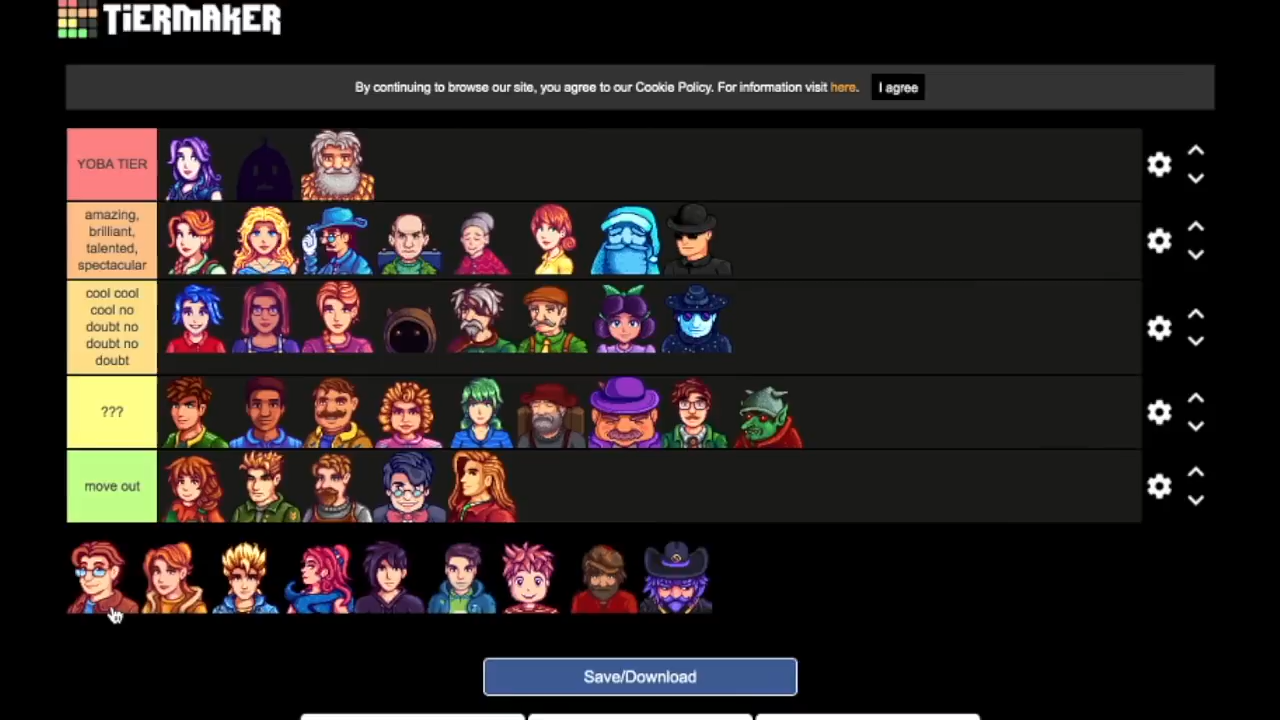 TiERMAKER
By continuing to browse our site, you agree to our Cookie Policy. For information visit here.
I agree
YOBA TIER
amazing,
brilliant,
talented,
spectacular
cool cool
cool no
doubt no
doubt no
doubt
???
move out
Save/Download